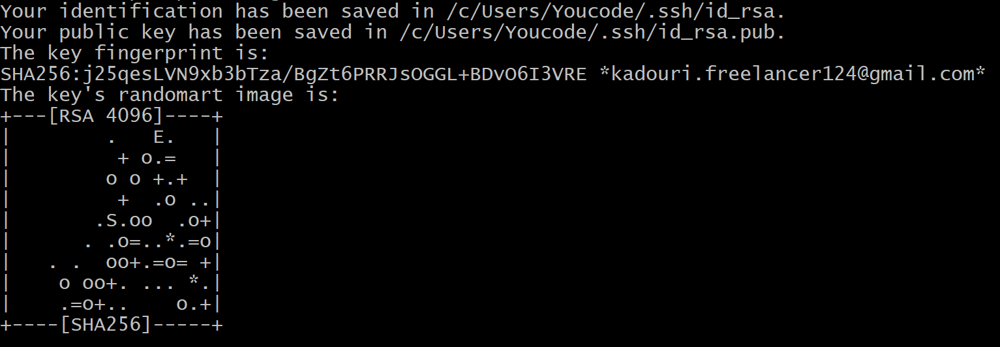 Your identification has been saved in /c/Users/Youcode/.ssh/id_rsa.
Your public key has been saved in /c/Users/Youcode/.ssh/id_rsa.pub.
The key fingerprint is:
SHA256:j25qesLVN9xb3bTza/BgZt6PRRJsOGGL+BDvO6I3VRE *kadouri.freelancer124@gmail.com*
The key's randomart image is:
+---[RSA 4096]----+
|        .   E.   |
|         + o.=   |
|        o o +.+  |
|         +  .o ..|
|       .S.oo  .o+|
|      . .o=..*.=o|
|   . .  oo+.=o= +|
|    o oo+. ... *.|
|    .=o+..    o.+|
+----[SHA256]-----+